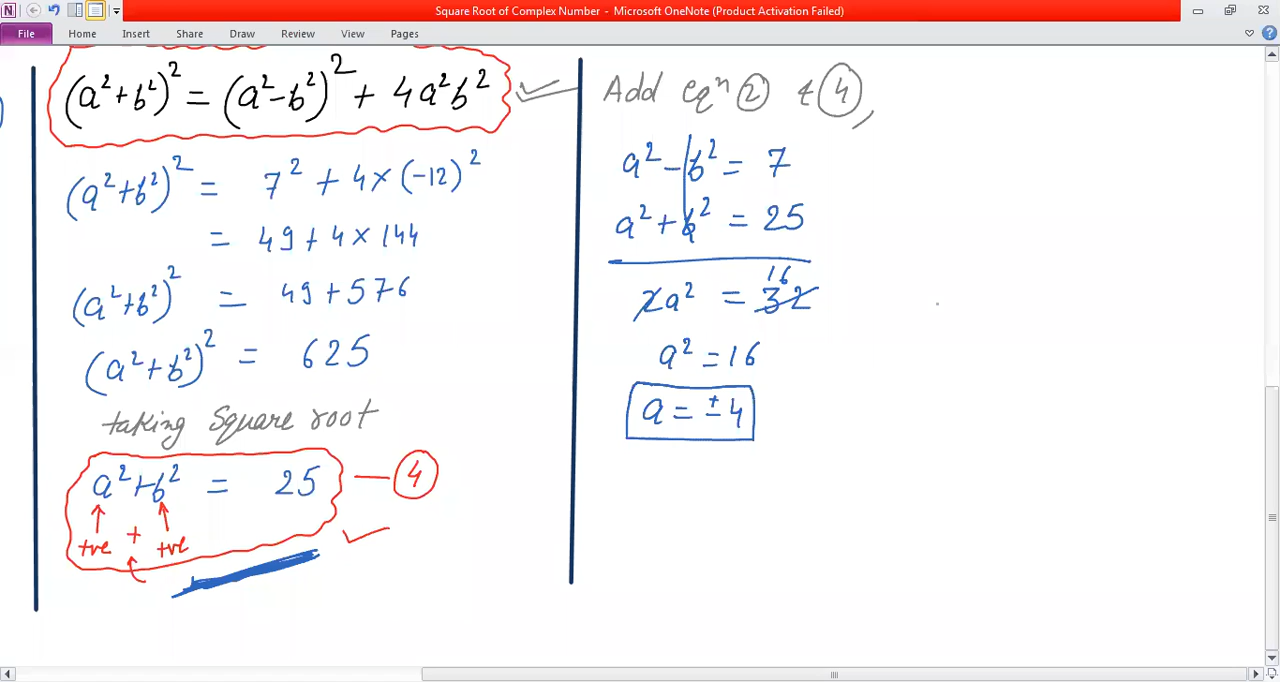 Square Root of Complex Number - Microsoft OneNote (Product Activation Failed)
File Home Insert Share Draw Review View Pages
(a²+b²)² = (a²-b²)² + 4a²b²
(a²+b²)² = 7² + 4×(-12)²
= 49 + 4 × 144
(a²+b²)² = 49 + 576
(a²+b²)² = 625
taking Square root
a²+b² = 25 — 4
+ve + +ve
Add eqⁿ 2 & 4,
a² - b² = 7
a² + b² = 25
16
2a² = 32
a² = 16
a = ±4